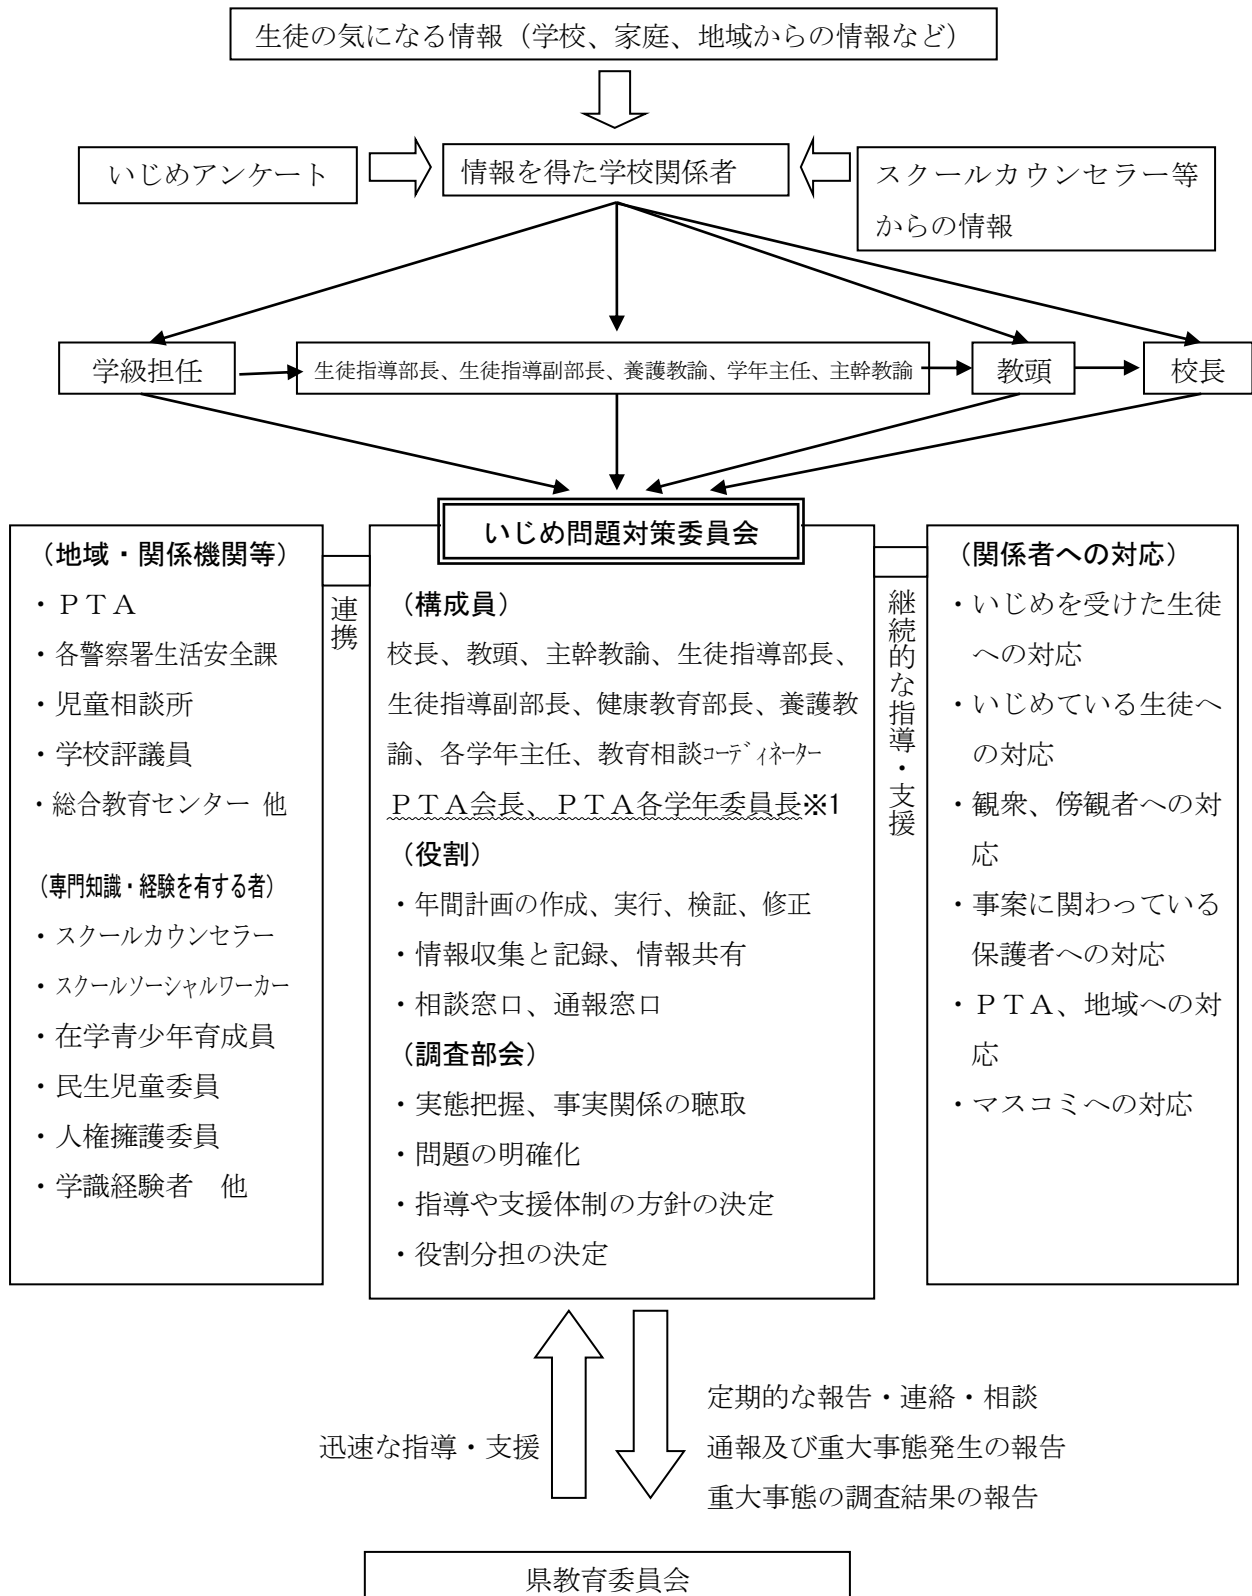 生徒の気になる情報（学校、家庭、地域からの情報など）
いじめアンケート
情報を得た学校関係者
スクールカウンセラー等
からの情報
学級担任
生徒指導部長、生徒指導副部長、養護教諭、学年主任、主幹教諭
教頭
校長
いじめ問題対策委員会
（地域・関係機関等）
・ＰＴＡ
・各警察署生活安全課
・児童相談所
・学校評議員
・総合教育センター 他
（専門知識・経験を有する者）
・スクールカウンセラー
・スクールソーシャルワーカー
・在学青少年育成員
・民生児童委員
・人権擁護委員
・学識経験者　他
連携
（構成員）
校長、教頭、主幹教諭、生徒指導部長、
生徒指導副部長、健康教育部長、養護教
諭、各学年主任、教育相談ｺｰﾃﾞｨﾈｰﾀｰ
ＰＴＡ会長、ＰＴＡ各学年委員長※1
（役割）
・年間計画の作成、実行、検証、修正
・情報収集と記録、情報共有
・相談窓口、通報窓口
（調査部会）
・実態把握、事実関係の聴取
・問題の明確化
・指導や支援体制の方針の決定
・役割分担の決定
継続的な指導・支援
（関係者への対応）
・いじめを受けた生徒
への対応
・いじめている生徒へ
の対応
・観衆、傍観者への対
応
・事案に関わっている
保護者への対応
・ＰＴＡ、地域への対
応
・マスコミへの対応
迅速な指導・支援
定期的な報告・連絡・相談
通報及び重大事態発生の報告
重大事態の調査結果の報告
県教育委員会